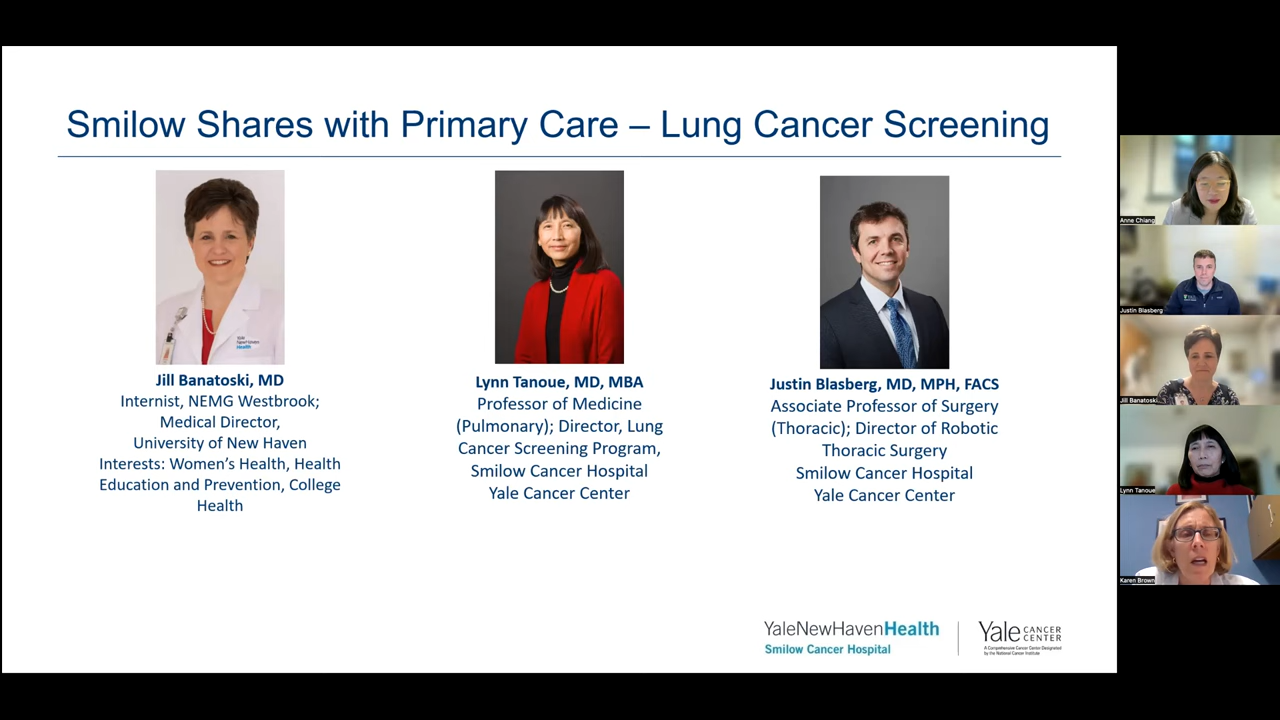 Smilow Shares with Primary Care – Lung Cancer Screening
Jill Banatoski, MD
Internist, NEMG Westbrook;
Medical Director,
University of New Haven
Interests: Women's Health, Health
Education and Prevention, College
Health
Lynn Tanoue, MD, MBA
Professor of Medicine
(Pulmonary); Director, Lung
Cancer Screening Program,
Smilow Cancer Hospital
Yale Cancer Center
Justin Blasberg, MD, MPH, FACS
Associate Professor of Surgery
(Thoracic); Director of Robotic
Thoracic Surgery
Smilow Cancer Hospital
Yale Cancer Center
YaleNewHavenHealth
Smilow Cancer Hospital
Yale CANCER CENTER
A Comprehensive Cancer Center Designated
by the National Cancer Institute
Anne Chiang
Justin Blasberg
Jill Banatoski
Lynn Tanoue
Karen Brown